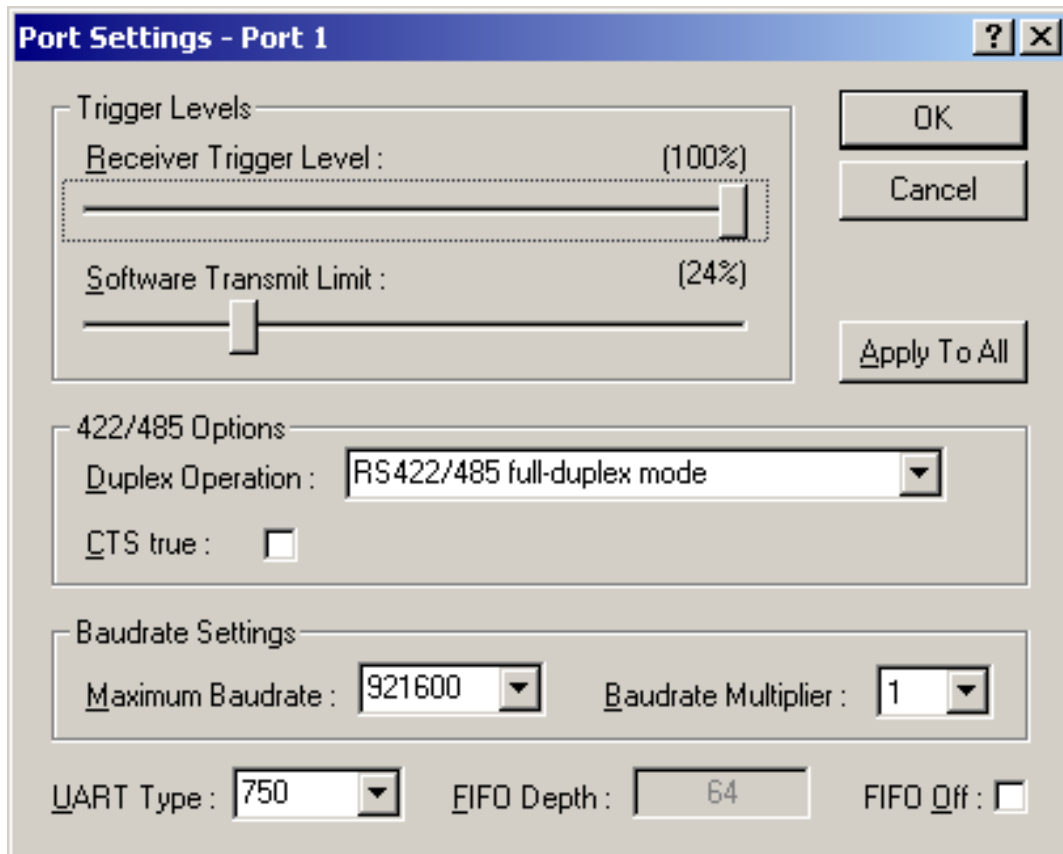 Port Settings - Port 1
Trigger Levels
OK
Receiver Trigger Level : (100%)
Cancel
Software Transmit Limit : (24%)
Apply To All
422/485 Options
Duplex Operation : RS422/485 full-duplex mode
CTS true :
Baudrate Settings
Maximum Baudrate : 921600 Baudrate Multiplier : 1
UART Type : 750 FIFO Depth : 64 FIFO Off :